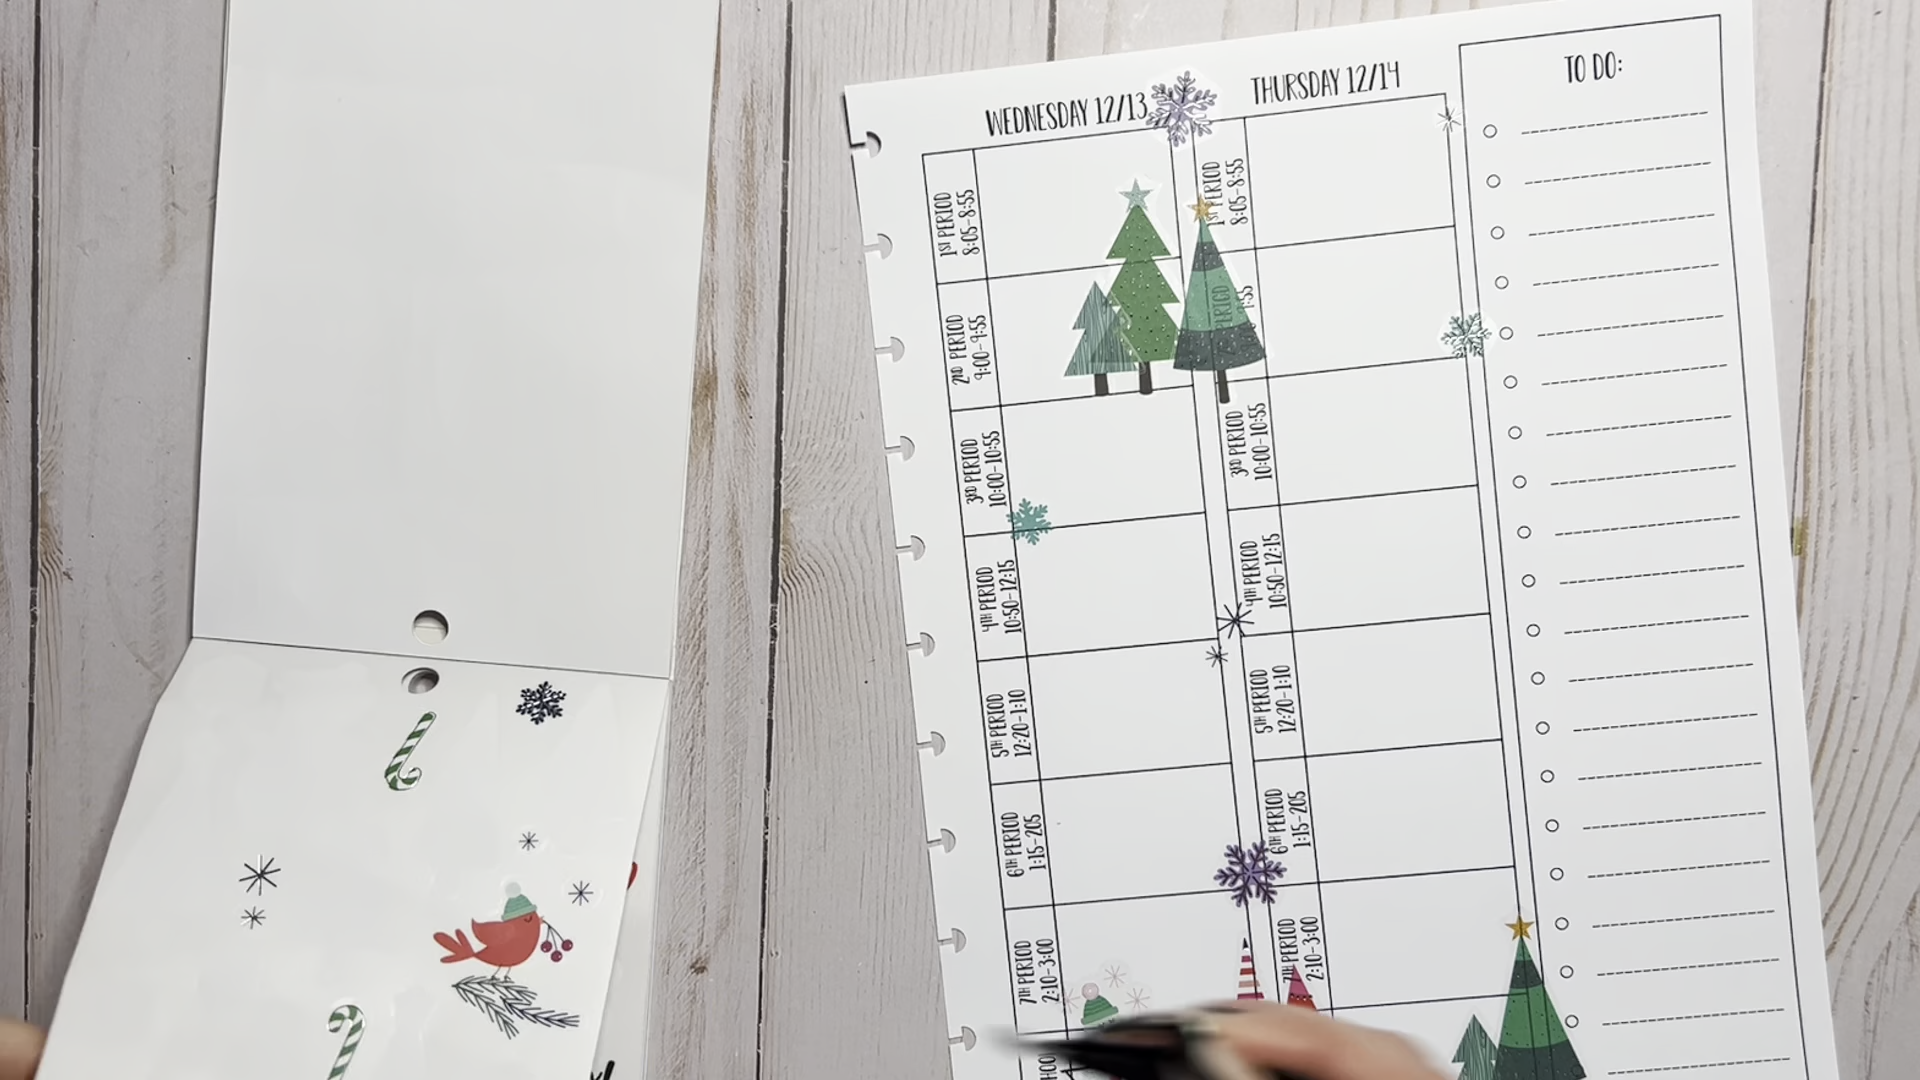 WEDNESDAY 12/13
THURSDAY 12/14
TO DO:
1ST PERIOD
8:05-8:55
2ND PERIOD
9:00-9:55
3RD PERIOD
10:00-10:55
4TH PERIOD
10:50-12:15
5TH PERIOD
12:20-1:10
6TH PERIOD
1:15-205
7TH PERIOD
2:10-3:00
1ST PERIOD
8:05-8:55
ERIOD
:55
3RD PERIOD
10:00-10:55
4TH PERIOD
10:50-12:15
5TH PERIOD
12:20-1:10
6TH PERIOD
1:15-205
7TH PERIOD
2:10-3:00